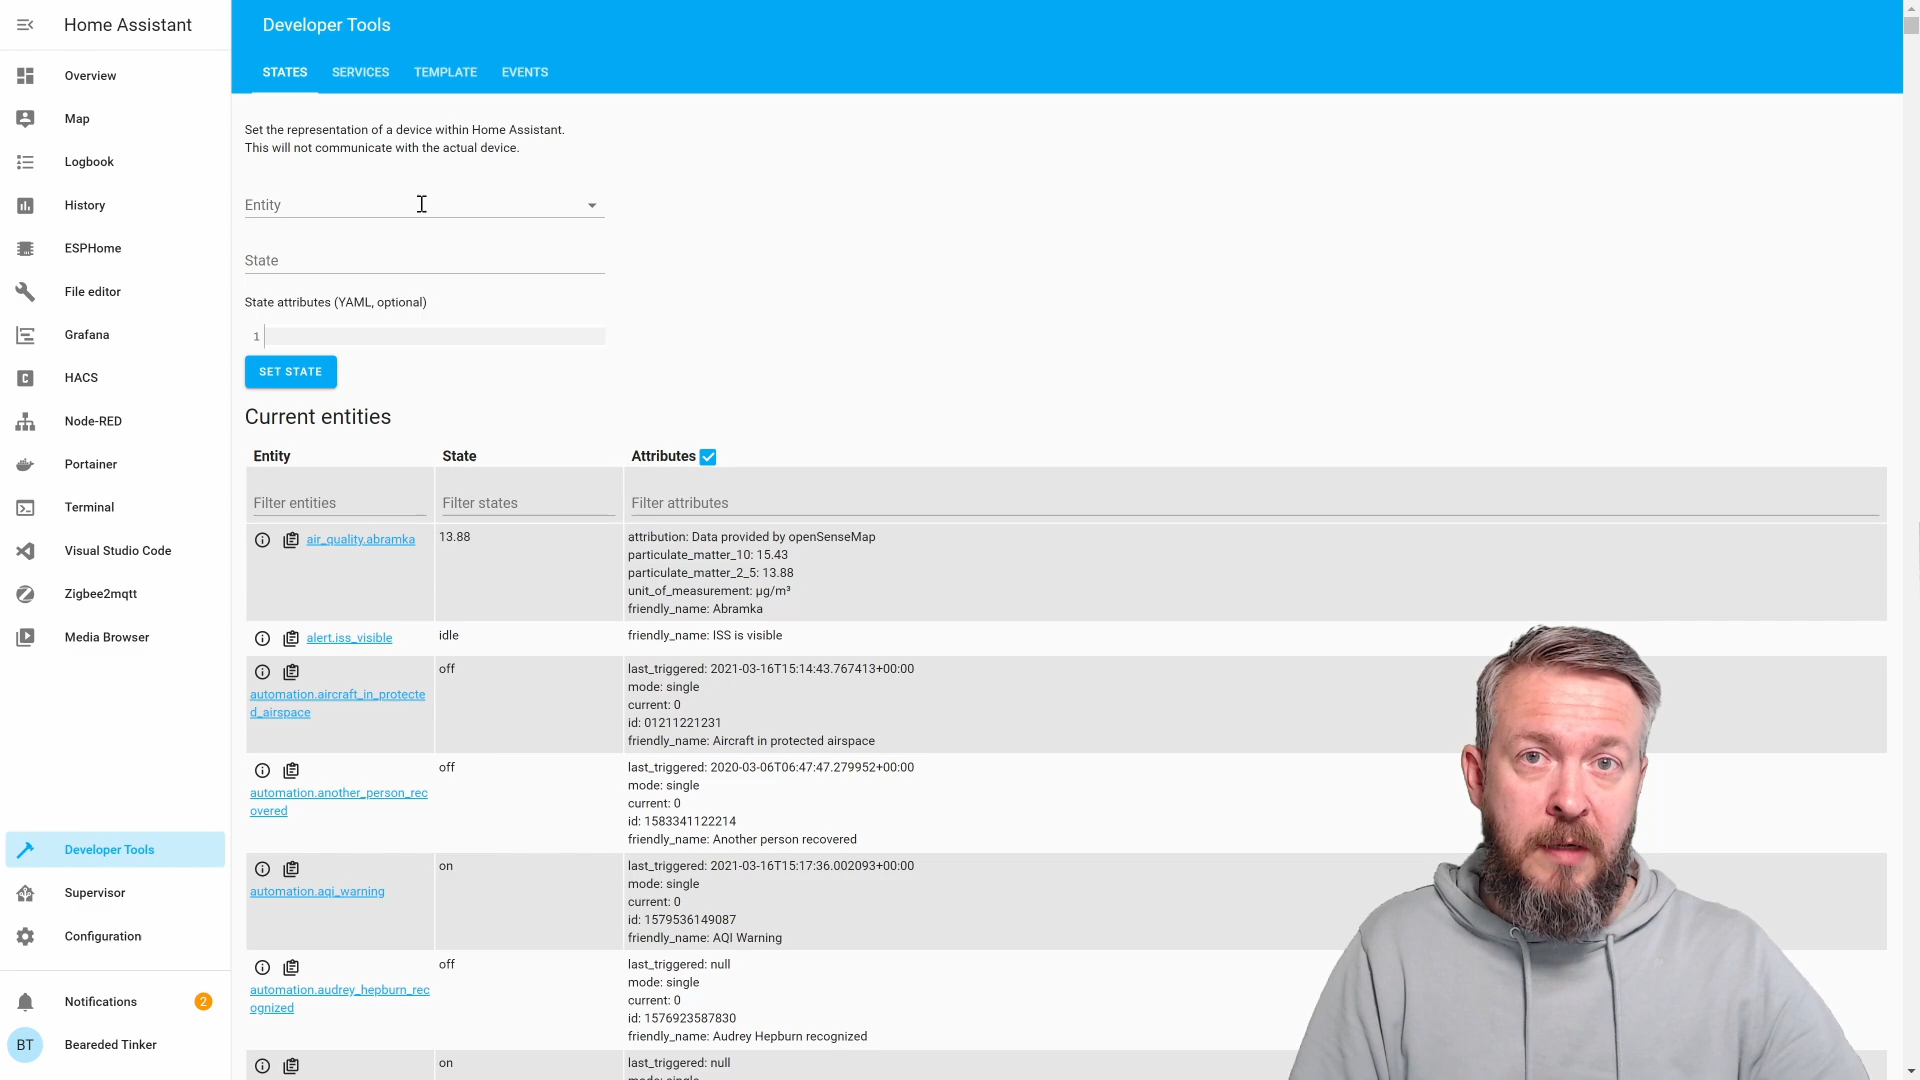 Home Assistant
Developer Tools
STATES SERVICES TEMPLATE EVENTS
Overview
Map
Logbook
History
ESPHome
File editor
Grafana
HACS
Node-RED
Portainer
Terminal
Visual Studio Code
Zigbee2mqtt
Media Browser
Developer Tools
Supervisor
Configuration
Notifications 2
BT Bearded Tinker
Set the representation of a device within Home Assistant.
This will not communicate with the actual device.
Entity
State
State attributes (YAML, optional)
1
SET STATE
Current entities
Entity State Attributes
Filter entities Filter states Filter attributes
air_quality.abramka 13.88 attribution: Data provided by openSenseMap
particulate_matter_10: 15.43
particulate_matter_2_5: 13.88
unit_of_measurement: µg/m³
friendly_name: Abramka
alert.iss_visible idle friendly_name: ISS is visible
off last_triggered: 2021-03-16T15:14:43.767413+00:00
automation.aircraft_in_protecte mode: single
d_airspace current: 0
id: 01211221231
friendly_name: Aircraft in protected airspace
off last_triggered: 2020-03-06T06:47:47.279952+00:00
automation.another_person_rec mode: single
overed current: 0
id: 1583341122214
friendly_name: Another person recovered
on last_triggered: 2021-03-16T15:17:36.002093+00:00
automation.aqi_warning mode: single
current: 0
id: 1579536149087
friendly_name: AQI Warning
off last_triggered: null
automation.audrey_hepburn_rec mode: single
ognized current: 0
id: 1576923587830
friendly_name: Audrey Hepburn recognized
on last_triggered: null